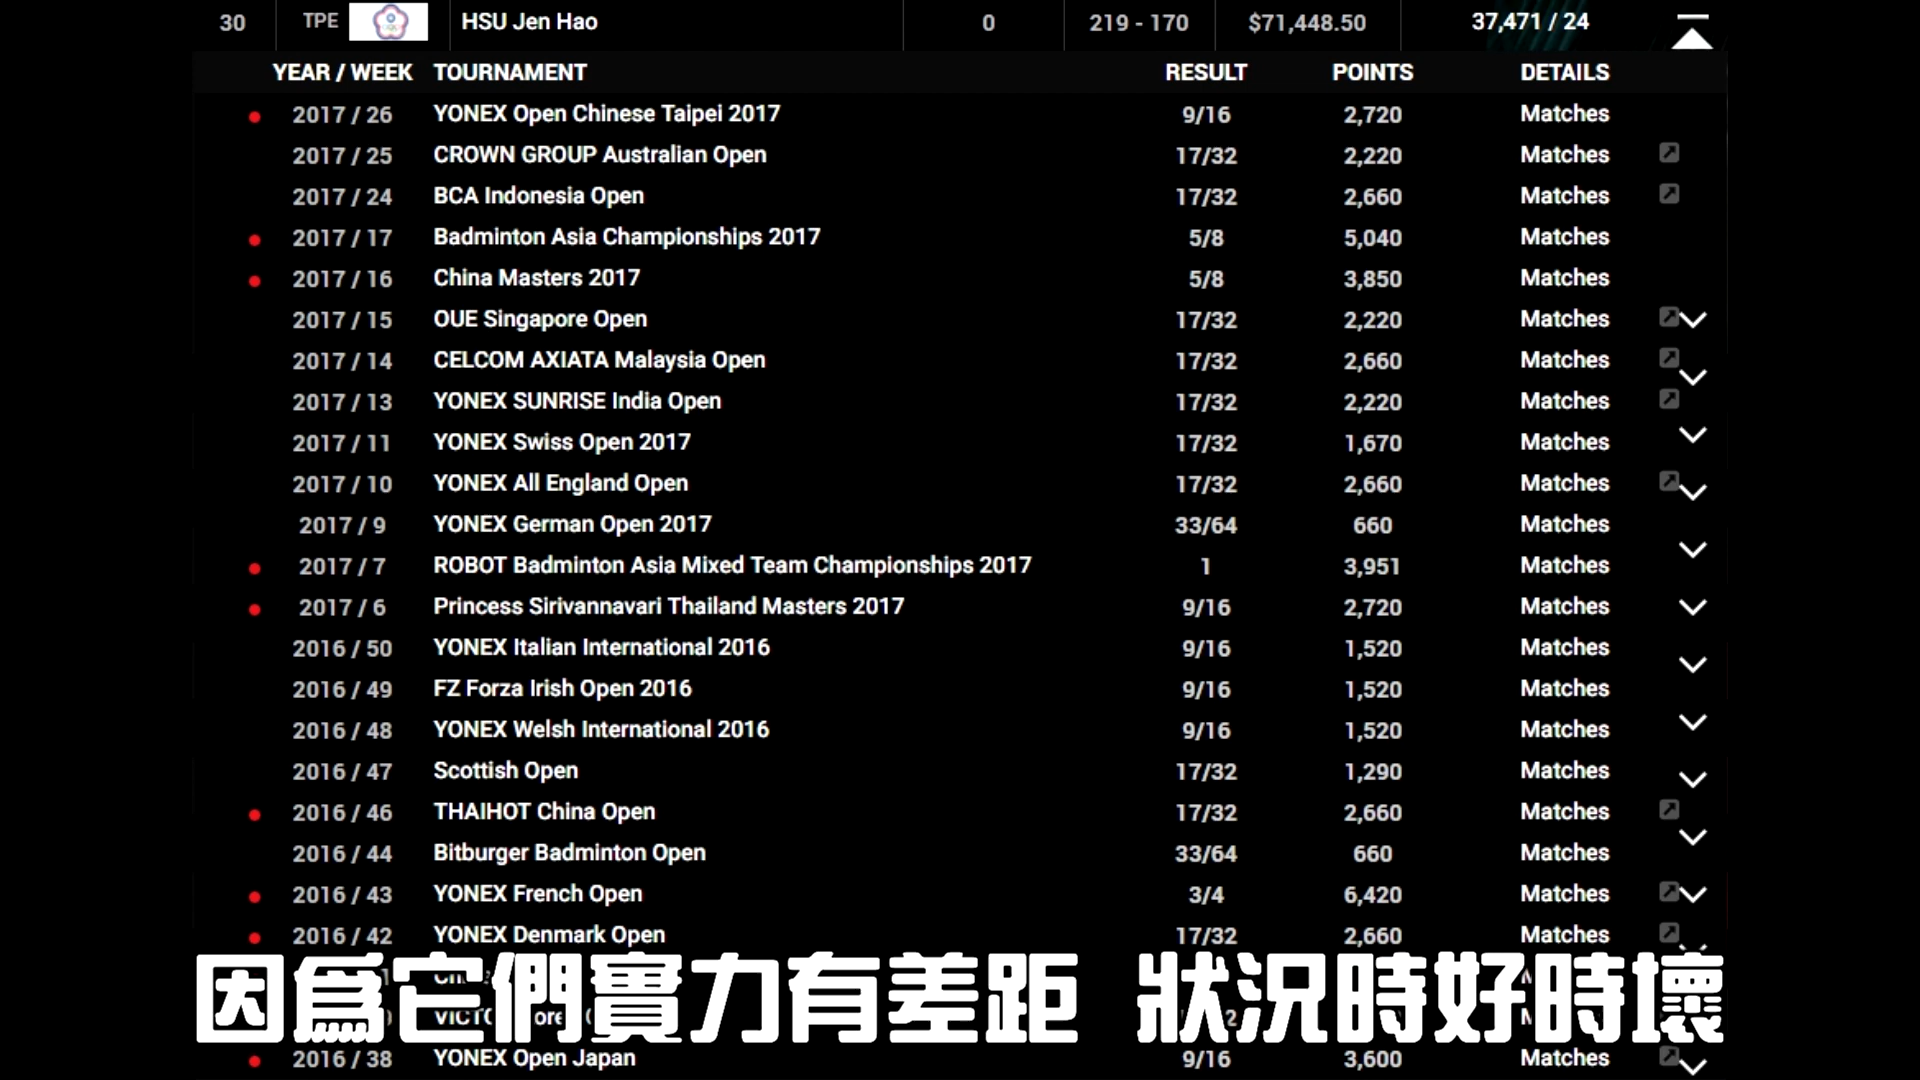 30 TPE HSU Jen Hao 0 219 - 170 $71,448.50 37,471 / 24
YEAR / WEEK TOURNAMENT RESULT POINTS DETAILS
2017 / 26 YONEX Open Chinese Taipei 2017 9/16 2,720 Matches
2017 / 25 CROWN GROUP Australian Open 17/32 2,220 Matches
2017 / 24 BCA Indonesia Open 17/32 2,660 Matches
2017 / 17 Badminton Asia Championships 2017 5/8 5,040 Matches
2017 / 16 China Masters 2017 5/8 3,850 Matches
2017 / 15 OUE Singapore Open 17/32 2,220 Matches
2017 / 14 CELCOM AXIATA Malaysia Open 17/32 2,660 Matches
2017 / 13 YONEX SUNRISE India Open 17/32 2,220 Matches
2017 / 11 YONEX Swiss Open 2017 17/32 1,670 Matches
2017 / 10 YONEX All England Open 17/32 2,660 Matches
2017 / 9 YONEX German Open 2017 33/64 660 Matches
2017 / 7 ROBOT Badminton Asia Mixed Team Championships 2017 1 3,951 Matches
2017 / 6 Princess Sirivannavari Thailand Masters 2017 9/16 2,720 Matches
2016 / 50 YONEX Italian International 2016 9/16 1,520 Matches
2016 / 49 FZ Forza Irish Open 2016 9/16 1,520 Matches
2016 / 48 YONEX Welsh International 2016 9/16 1,520 Matches
2016 / 47 Scottish Open 17/32 1,290 Matches
2016 / 46 THAIHOT China Open 17/32 2,660 Matches
2016 / 44 Bitburger Badminton Open 33/64 660 Matches
2016 / 43 YONEX French Open 3/4 6,420 Matches
2016 / 42 YONEX Denmark Open 17/32 2,660 Matches
因為它們實力有差距 狀況時好時壞
2016 / 38 YONEX Open Japan 9/16 3,600 Matches